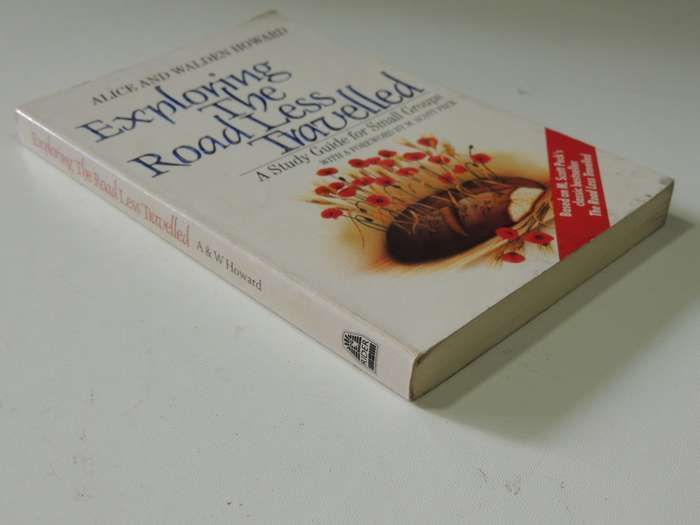 ALICE AND WALDEN HOWARD
Exploring
The
Road Less
Travelled
A Study Guide for Small Groups
WITH A FOREWORD BY M. SCOTT PECK
Based on M. Scott Peck's
classic bestseller
The Road Less Travelled
Exploring The Road Less Travelled A & W Howard
RIDER